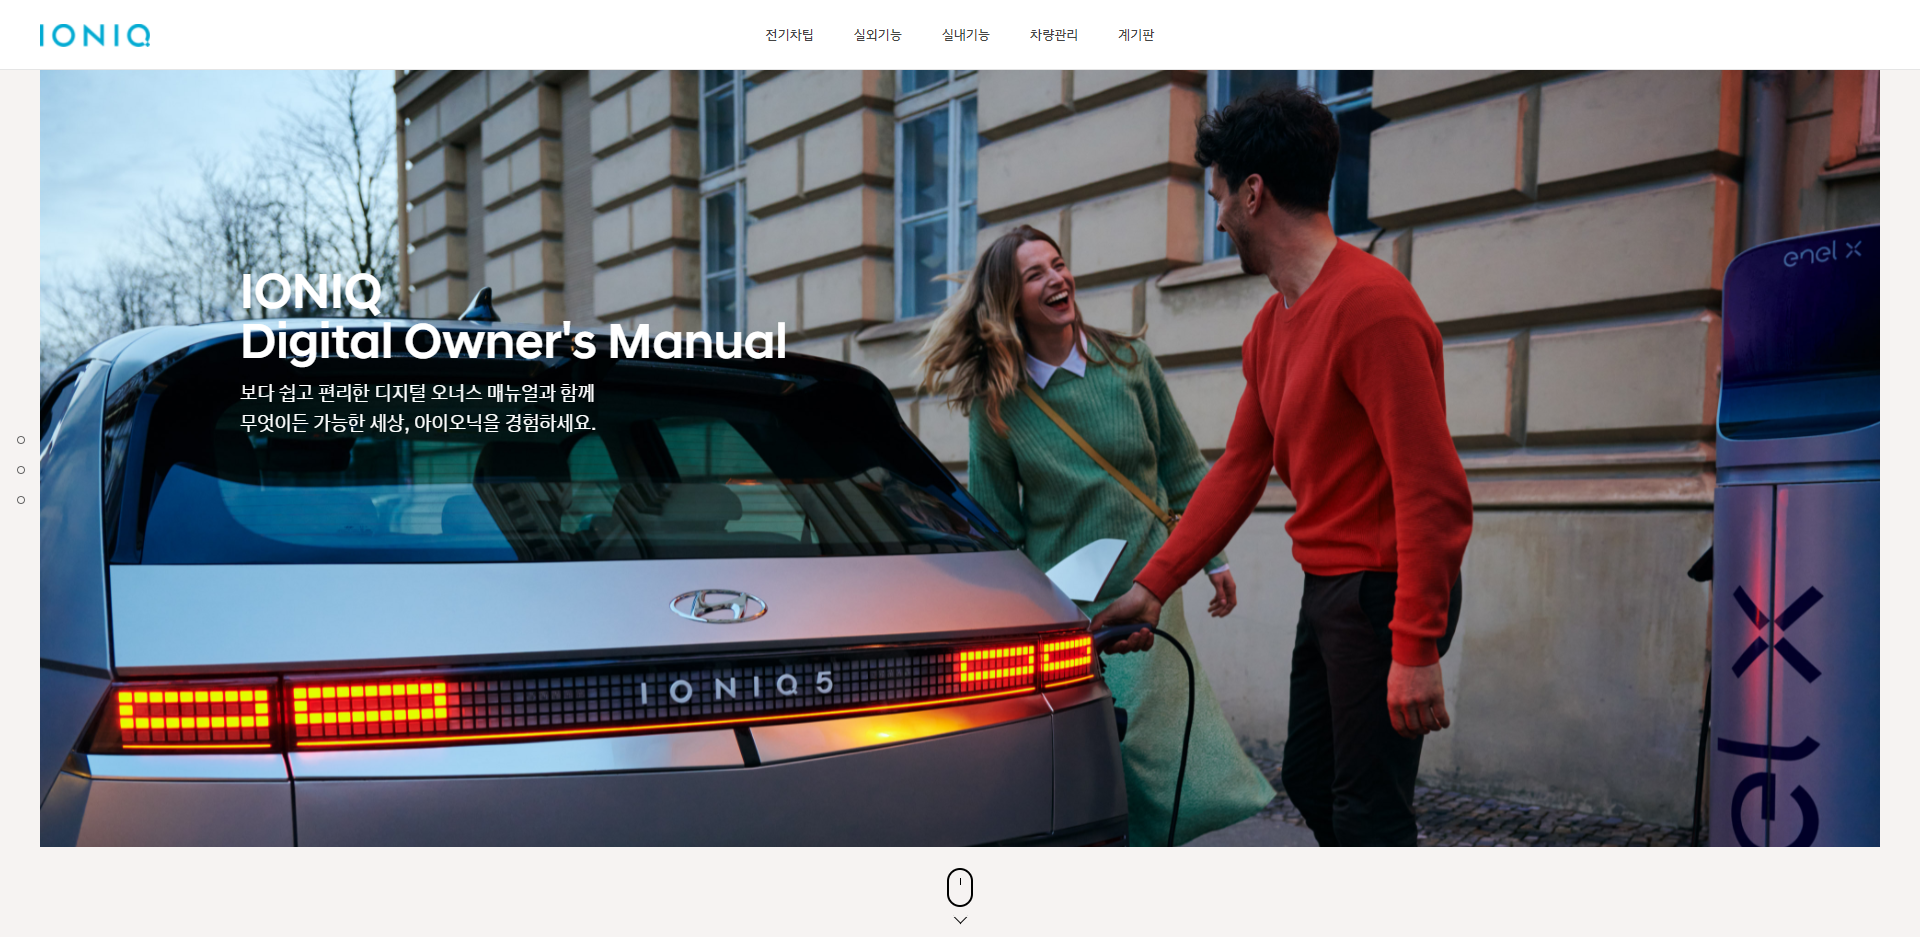 IONIQ
전기차팁 실외기능 실내기능 차량관리 계기판
enel x
IONIQ
Digital Owner's Manual
보다 쉽고 편리한 디지털 오너스 매뉴얼과 함께
무엇이든 가능한 세상, 아이오닉을 경험하세요.
IONIQ 5
el x